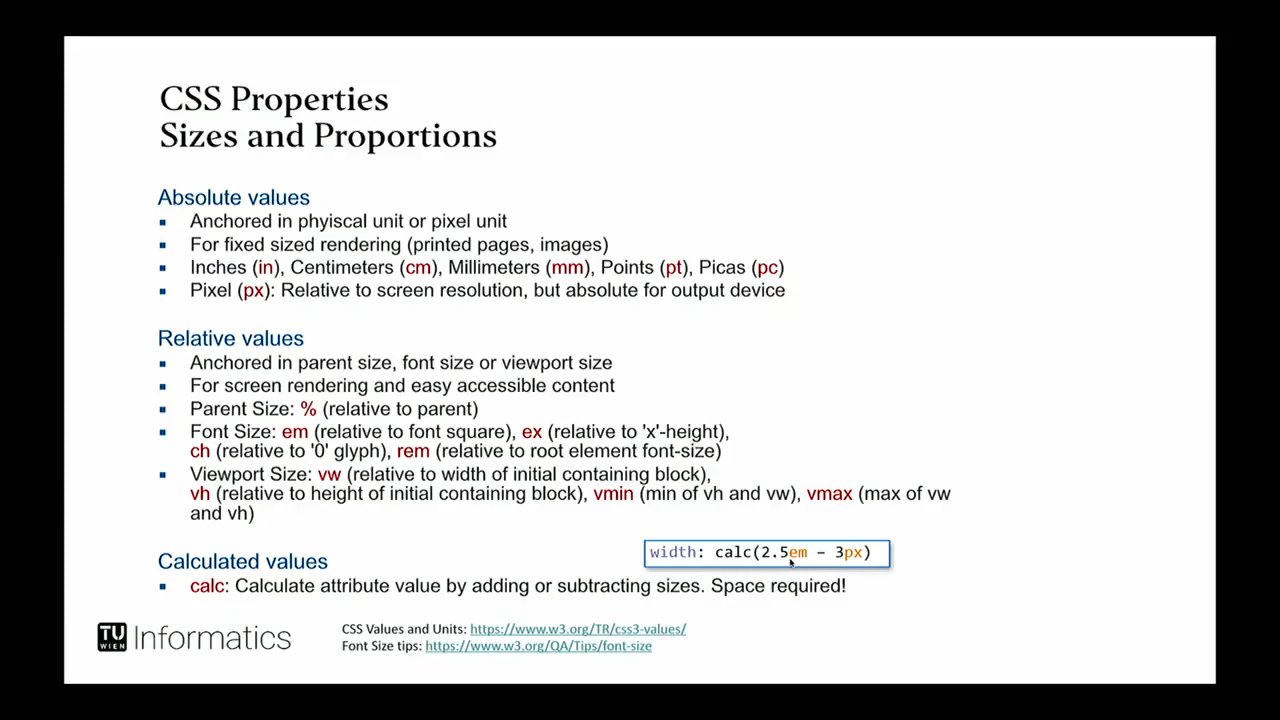 CSS Properties
Sizes and Proportions
Absolute values
Anchored in phyiscal unit or pixel unit
For fixed sized rendering (printed pages, images)
Inches (in), Centimeters (cm), Millimeters (mm), Points (pt), Picas (pc)
Pixel (px): Relative to screen resolution, but absolute for output device
Relative values
Anchored in parent size, font size or viewport size
For screen rendering and easy accessible content
Parent Size: % (relative to parent)
Font Size: em (relative to font square), ex (relative to 'x'-height),
ch (relative to '0' glyph), rem (relative to root element font-size)
Viewport Size: vw (relative to width of initial containing block),
vh (relative to height of initial containing block), vmin (min of vh and vw), vmax (max of vw
and vh)
width: calc(2.5em – 3px)
Calculated values
calc: Calculate attribute value by adding or subtracting sizes. Space required!
TU
WIEN
Informatics
CSS Values and Units: https://www.w3.org/TR/css3-values/
Font Size tips: https://www.w3.org/QA/Tips/font-size